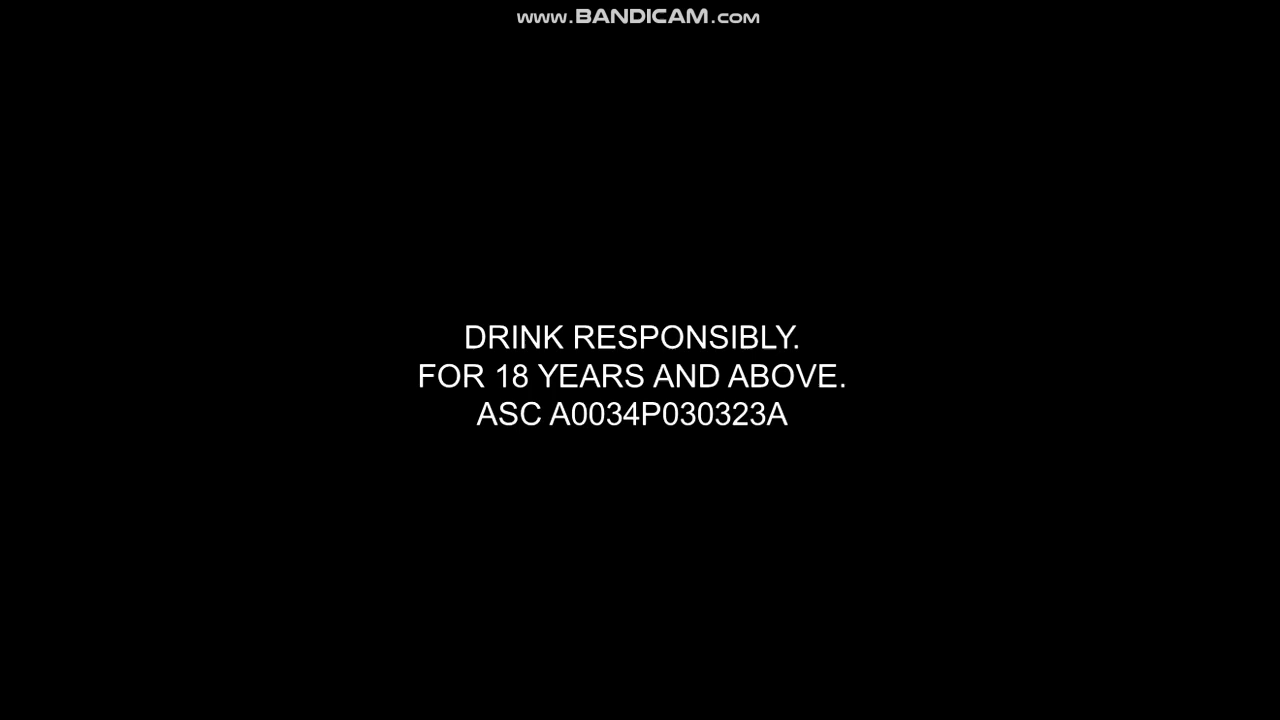 www.BANDICAM.com
DRINK RESPONSIBLY.
FOR 18 YEARS AND ABOVE.
ASC A0034P030323A